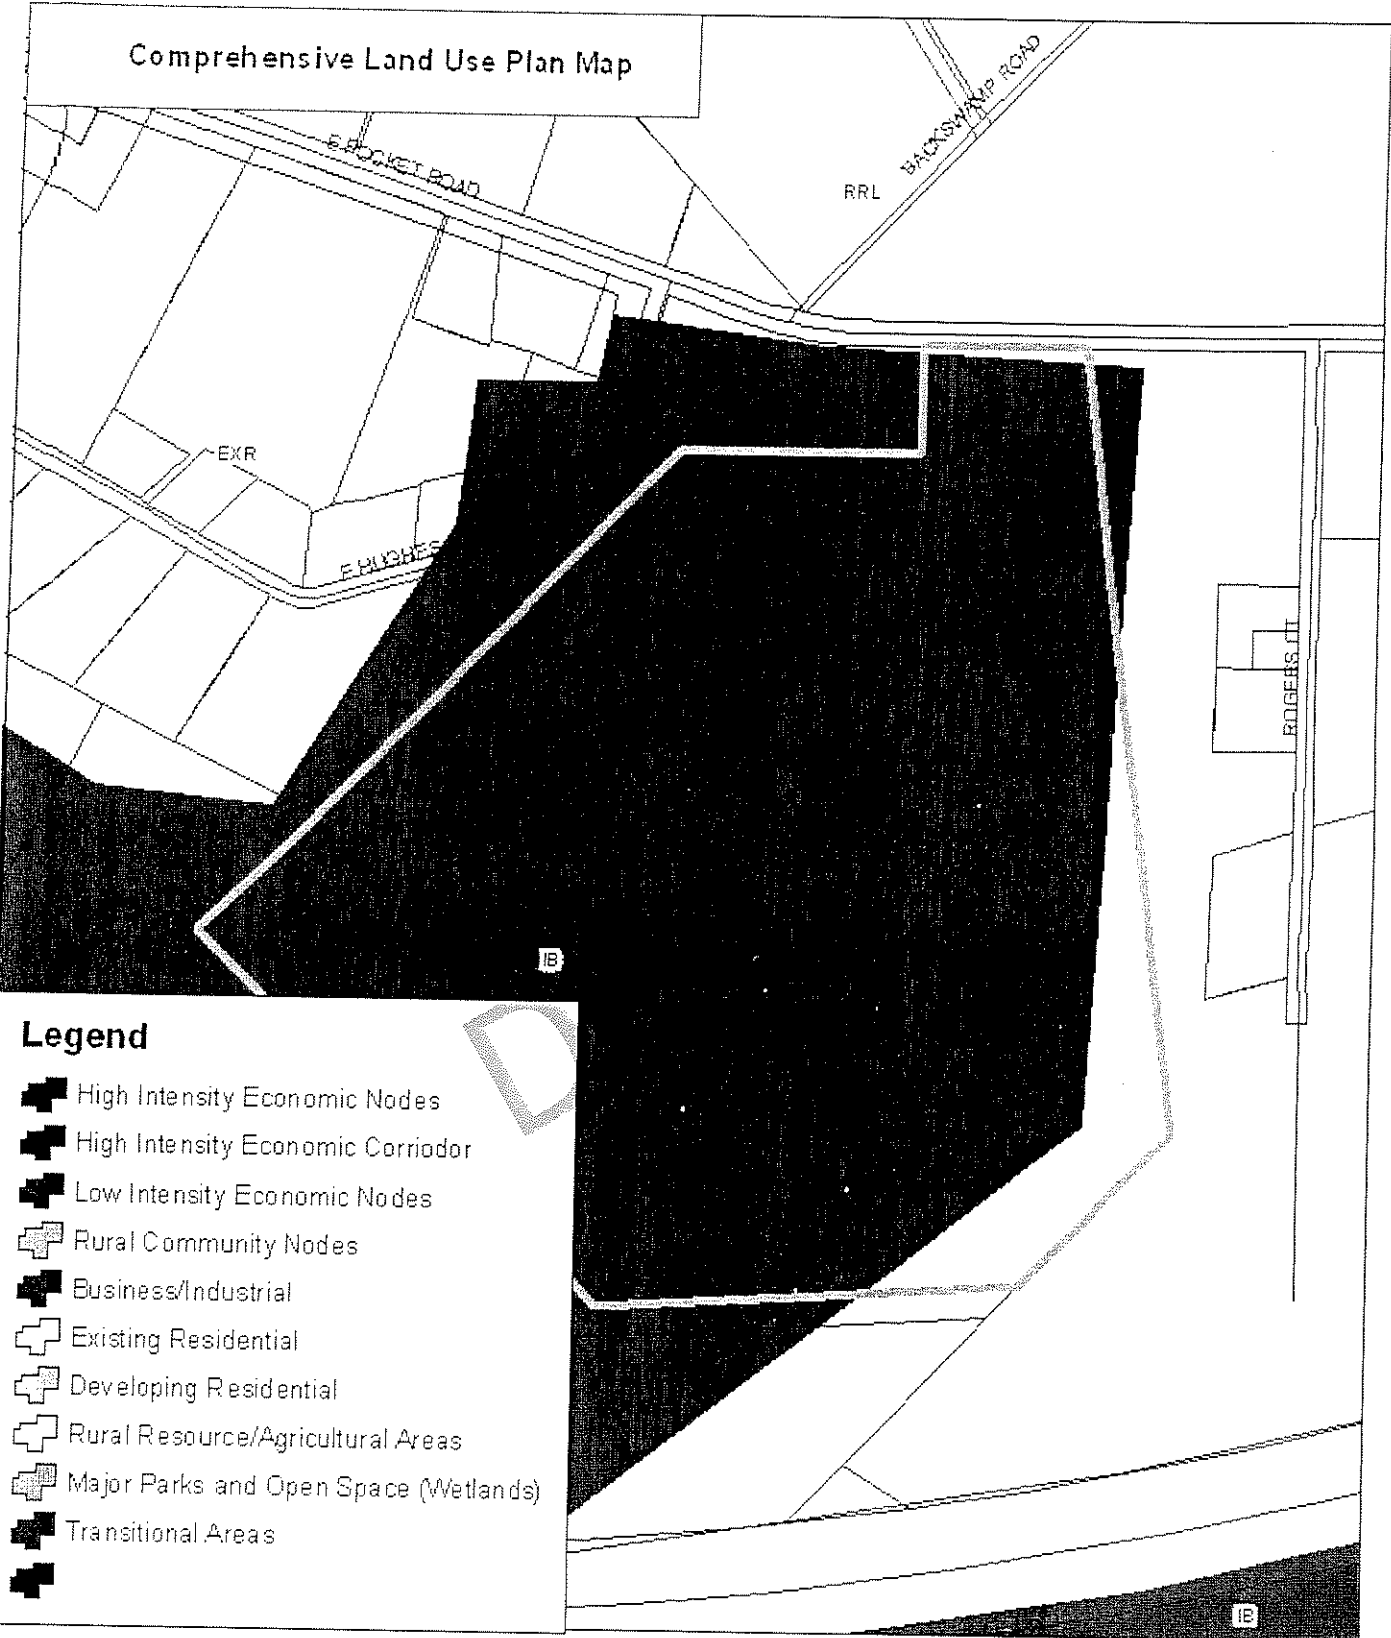 Comprehensive Land Use Plan Map
E POCKET ROAD
BACKSWAMP ROAD
RRL
EXR
E HUGHES
ROGERS CT
IB
Legend
High Intensity Economic Nodes
High Intensity Economic Corriodor
Low Intensity Economic Nodes
Rural Community Nodes
Business/Industrial
Existing Residential
Developing Residential
Rural Resource/Agricultural Areas
Major Parks and Open Space (Wetlands)
Transitional Areas
IB